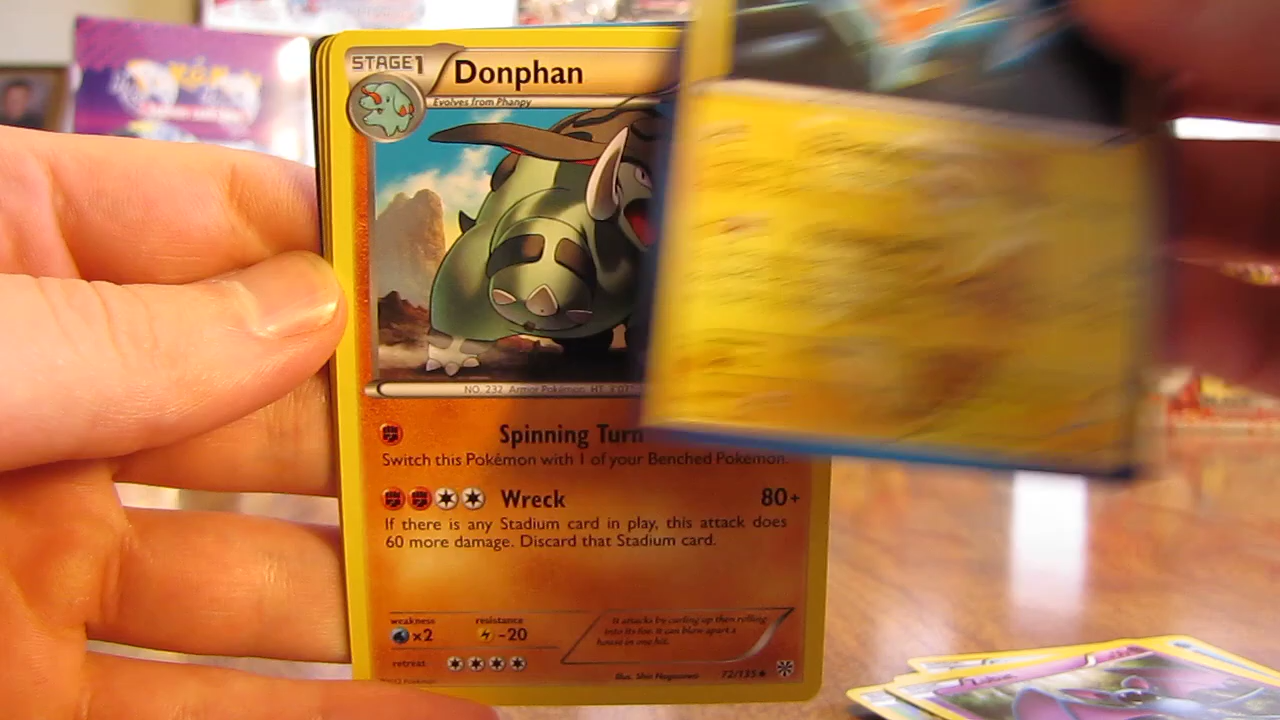 STAGE1 Donphan
Evolves from Phanpy
NO. 232 Armor Pokémon HT
Spinning Turn
Switch this Pokémon with 1 of your Benched Pokémon.
Wreck 80+
If there is any Stadium card in play, this attack does
60 more damage. Discard that Stadium card.
weakness resistance
×2 -20
It attacks by curling up then rolling
into its foe. It can blow apart a
house in one hit.
retreat
Illus. Shin Nagasawa 72/135